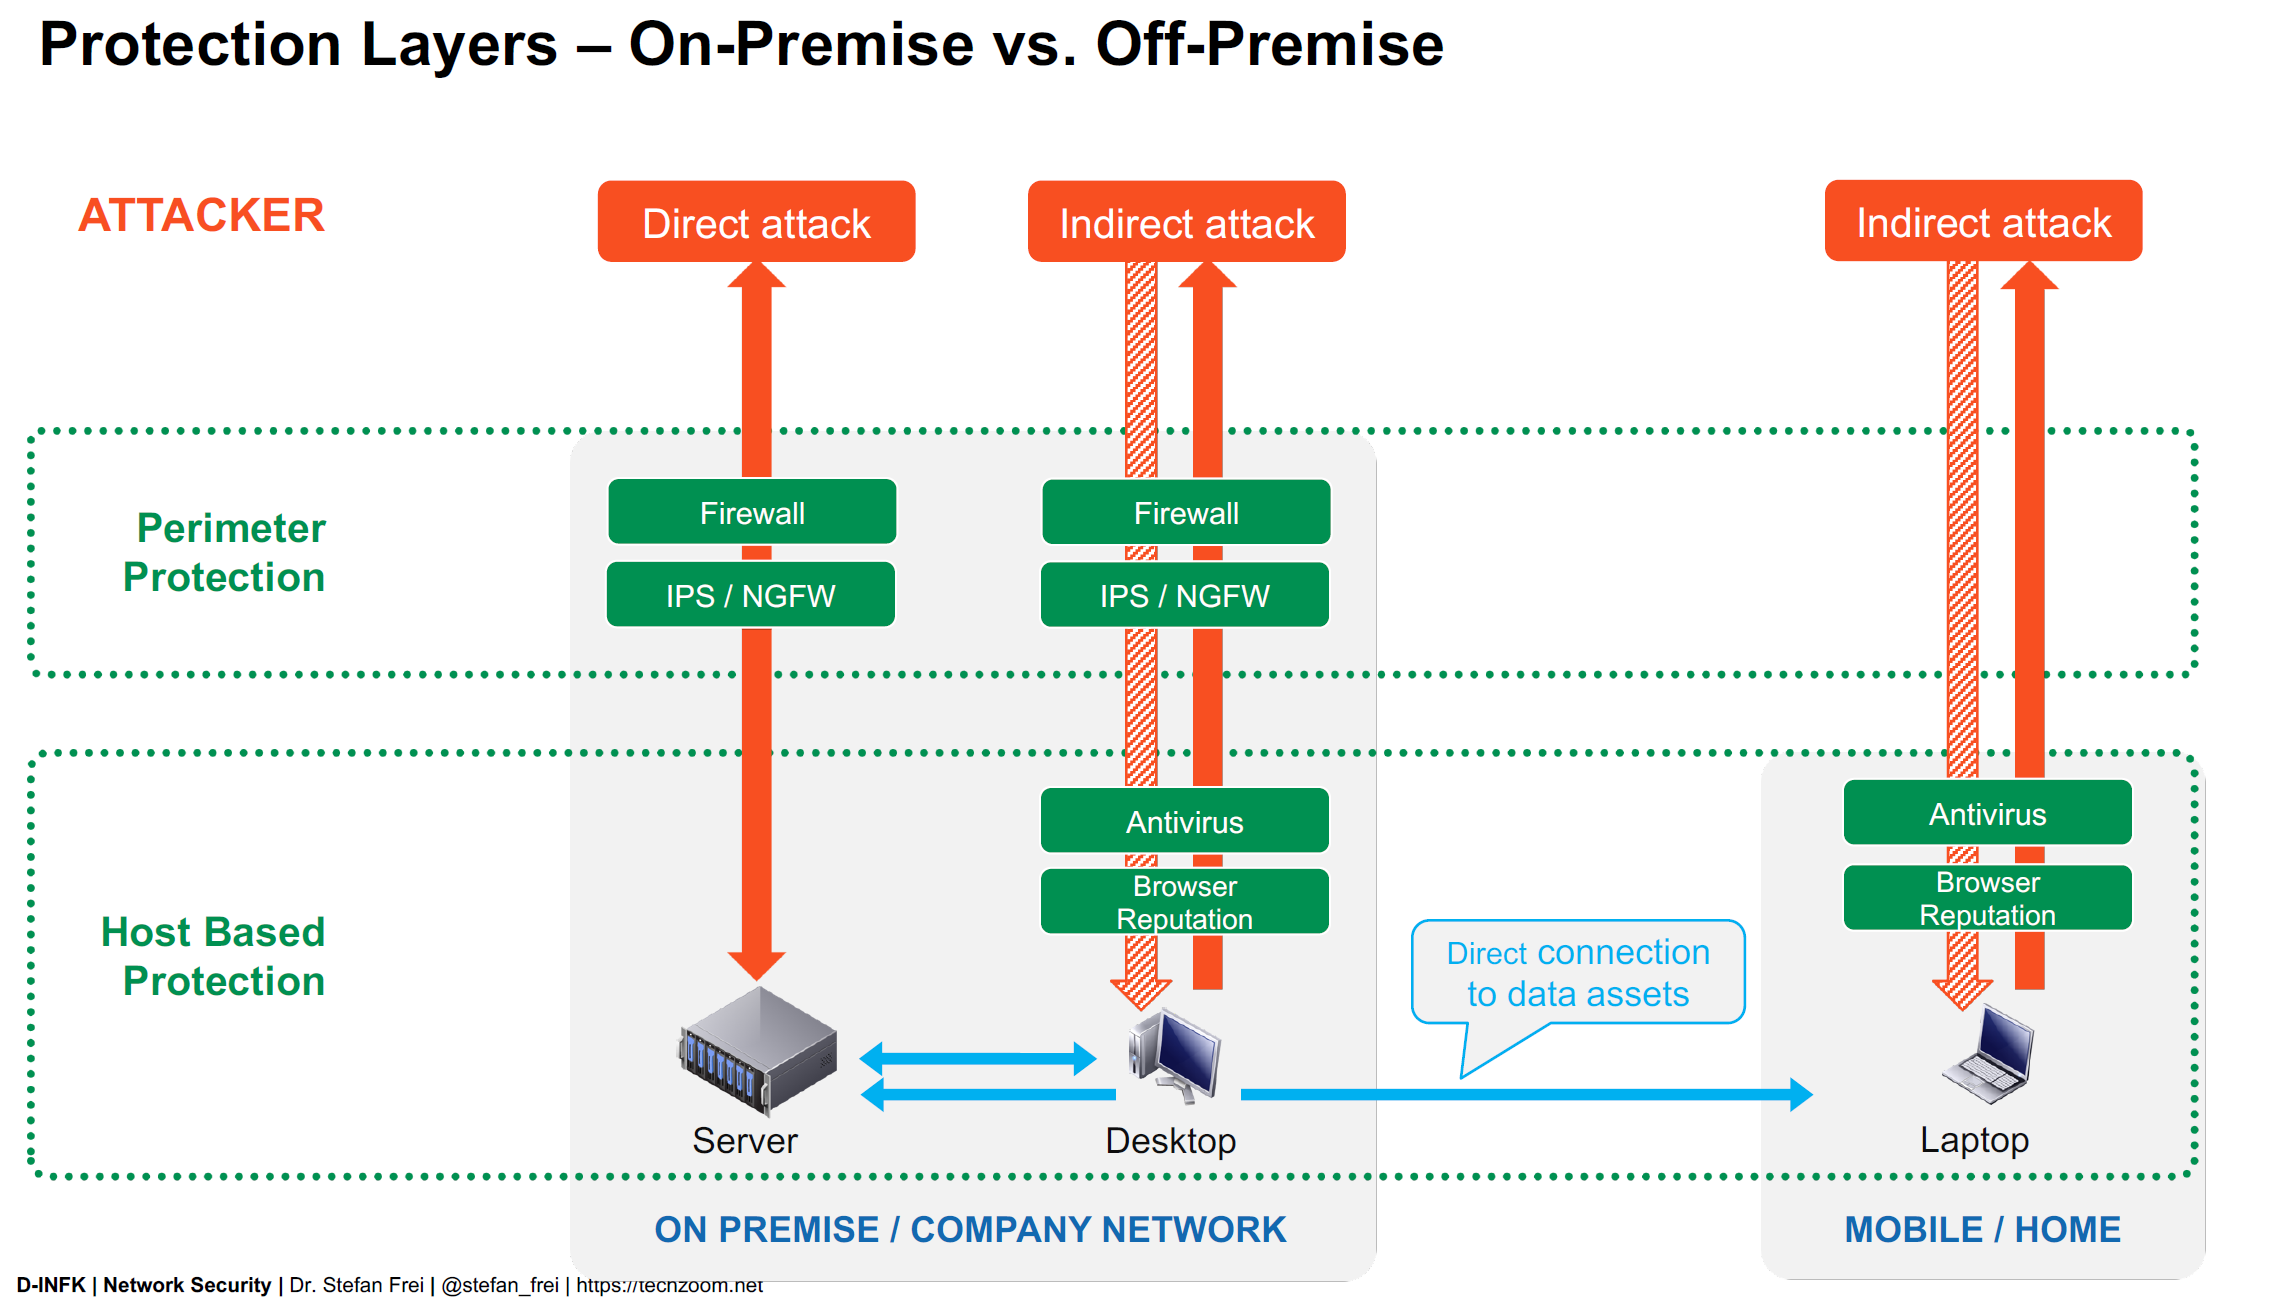 Protection Layers – On-Premise vs. Off-Premise
ATTACKER
Direct attack
Indirect attack
Indirect attack
Perimeter
Protection
Firewall
Firewall
IPS / NGFW
IPS / NGFW
Host Based
Protection
Antivirus
Browser
Reputation
Antivirus
Browser
Reputation
Direct connection
to data assets
Server
Desktop
Laptop
ON PREMISE / COMPANY NETWORK
MOBILE / HOME
D-INFK | Network Security | Dr. Stefan Frei | @stefan_frei | https://techzoom.net